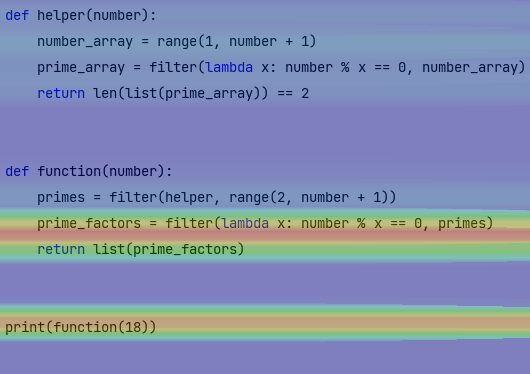 def helper(number):
    number_array = range(1, number + 1)
    prime_array = filter(lambda x: number % x == 0, number_array)
    return len(list(prime_array)) == 2
def function(number):
    primes = filter(helper, range(2, number + 1))
    prime_factors = filter(lambda x: number % x == 0, primes)
    return list(prime_factors)
print(function(18))